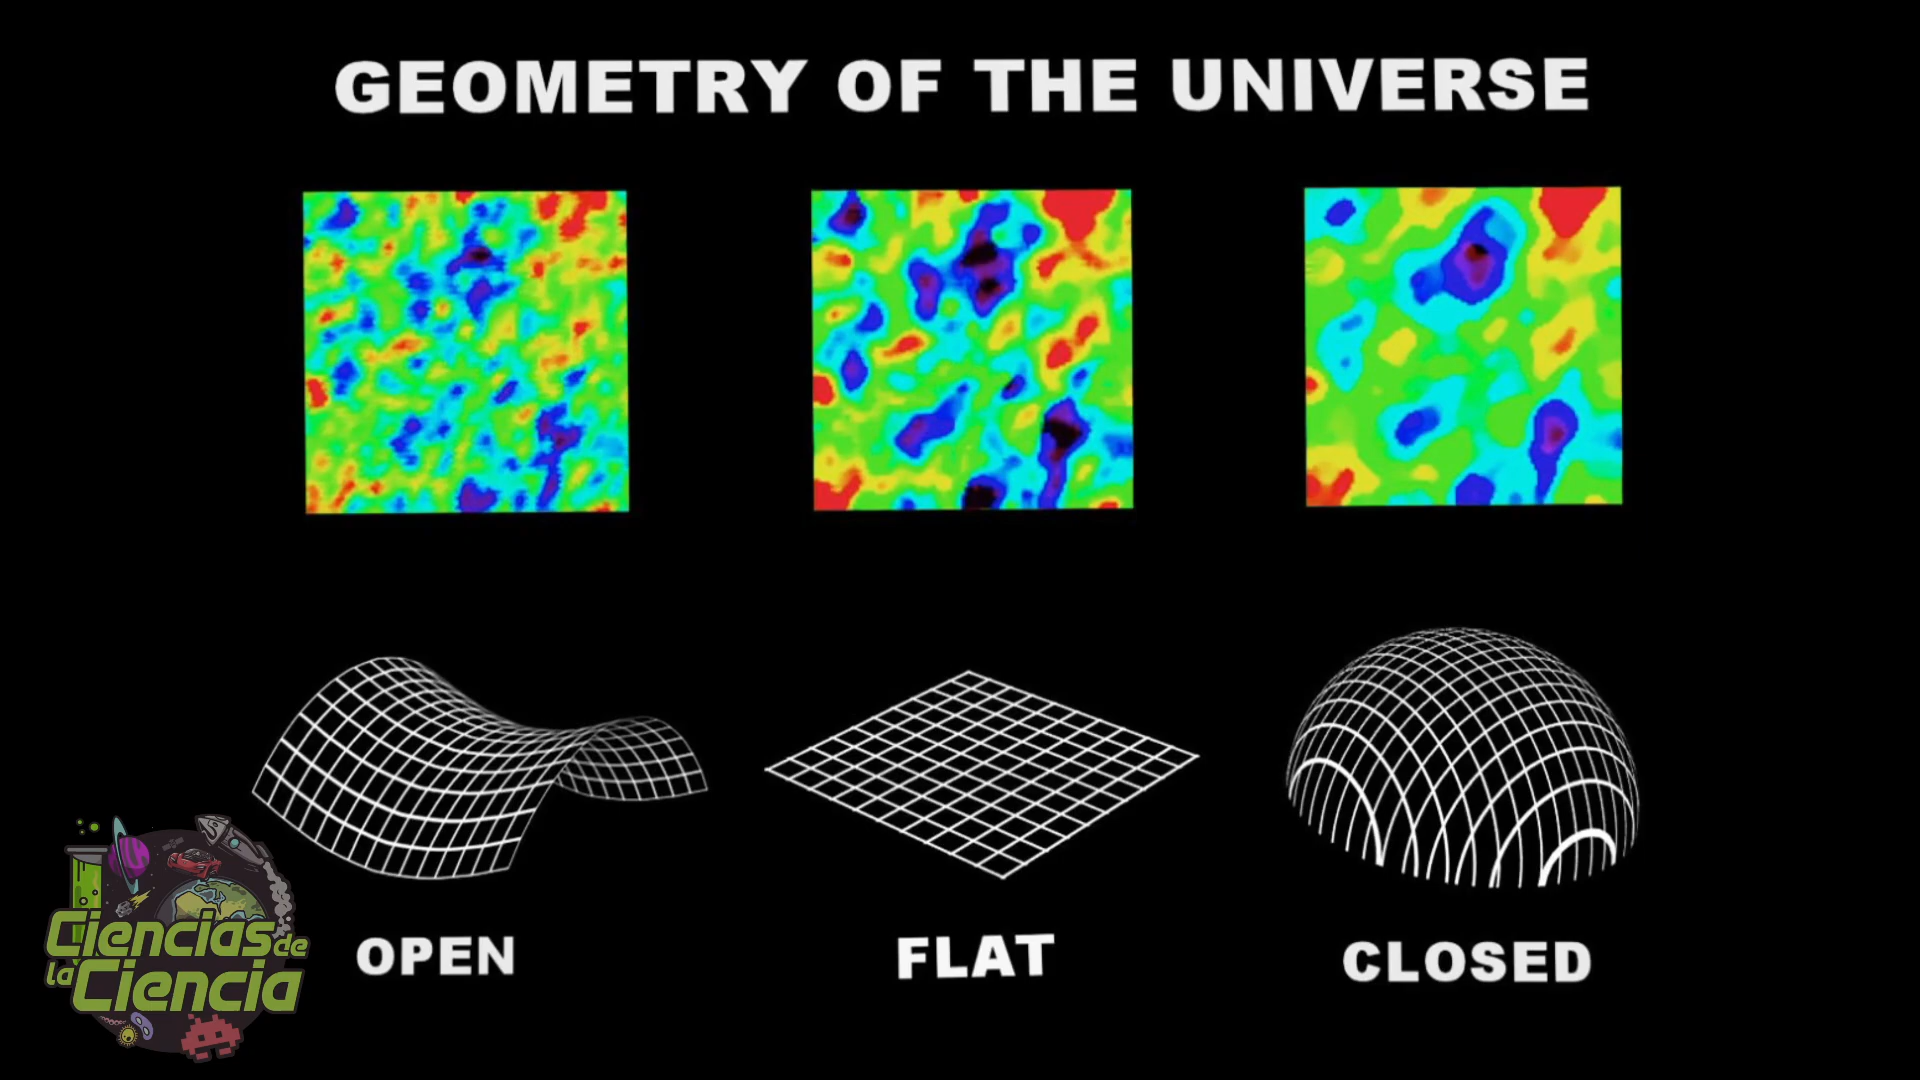 GEOMETRY OF THE UNIVERSE
OPEN
FLAT
CLOSED
Ciencias de
la Ciencia